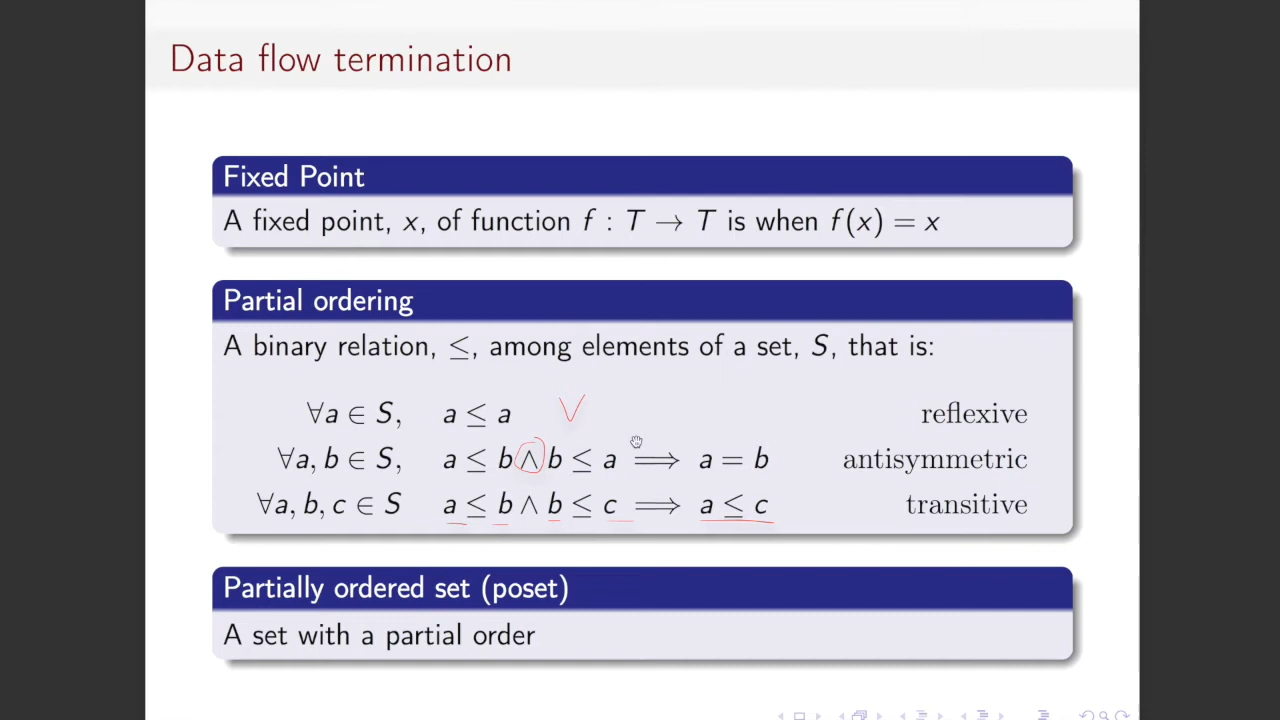 Data flow termination
Fixed Point
A fixed point, x, of function f : T → T is when f(x) = x
Partial ordering
A binary relation, ≤, among elements of a set, S, that is:
∀a ∈ S, a ≤ a ∨ reflexive
∀a, b ∈ S, a ≤ b ∧ b ≤ a ⟹ a = b antisymmetric
∀a, b, c ∈ S a ≤ b ∧ b ≤ c ⟹ a ≤ c transitive
Partially ordered set (poset)
A set with a partial order